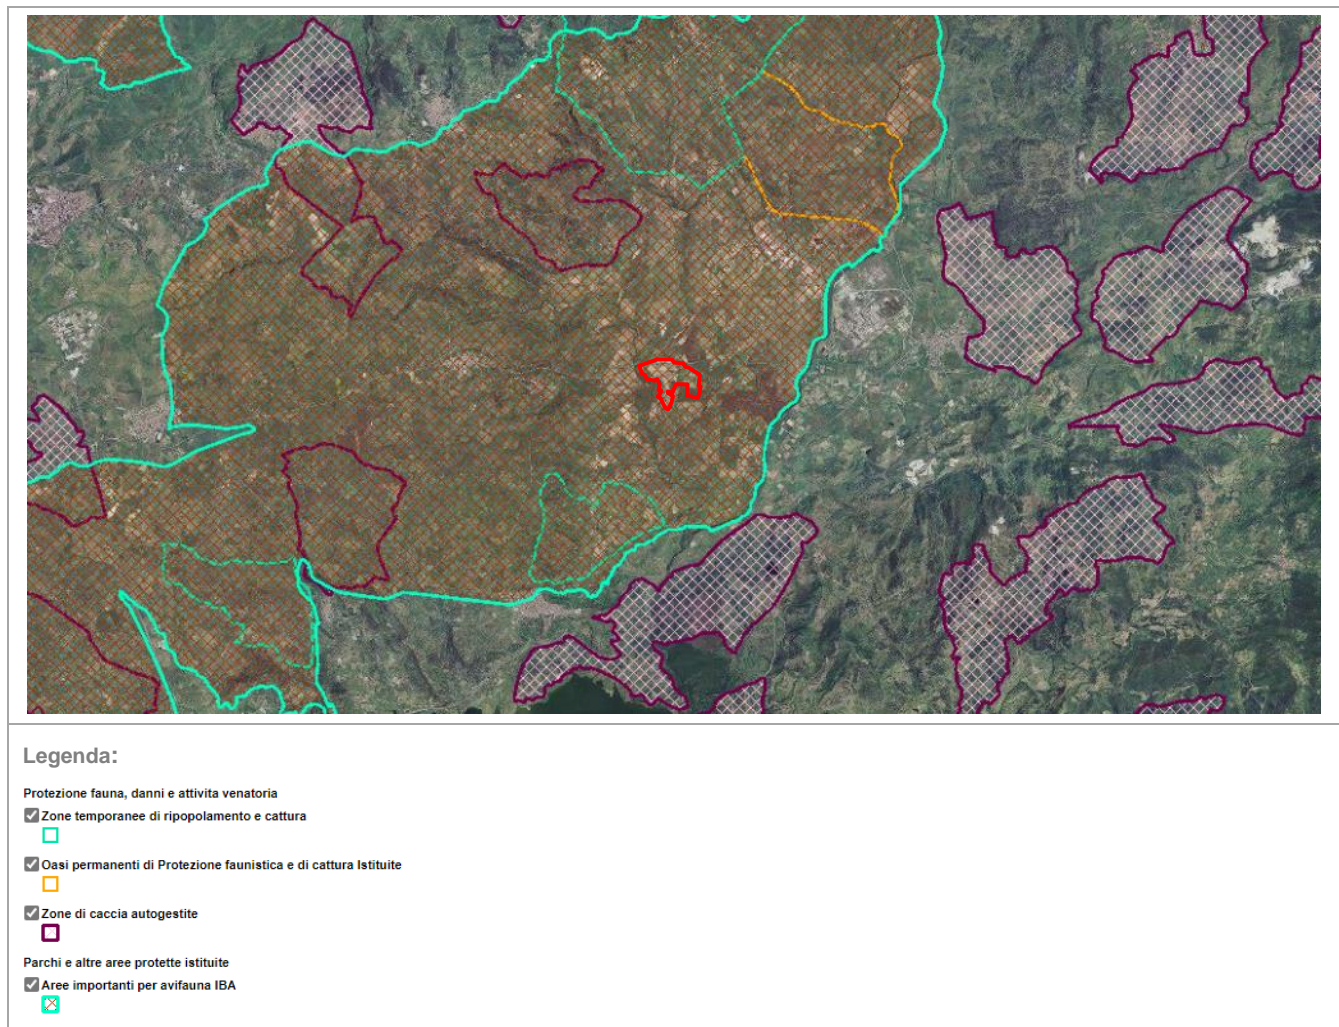 Legenda:
Protezione fauna, danni e attivita venatoria
Zone temporanee di ripopolamento e cattura
Oasi permanenti di Protezione faunistica e di cattura Istituite
Zone di caccia autogestite
Parchi e altre aree protette istituite
Aree importanti per avifauna IBA